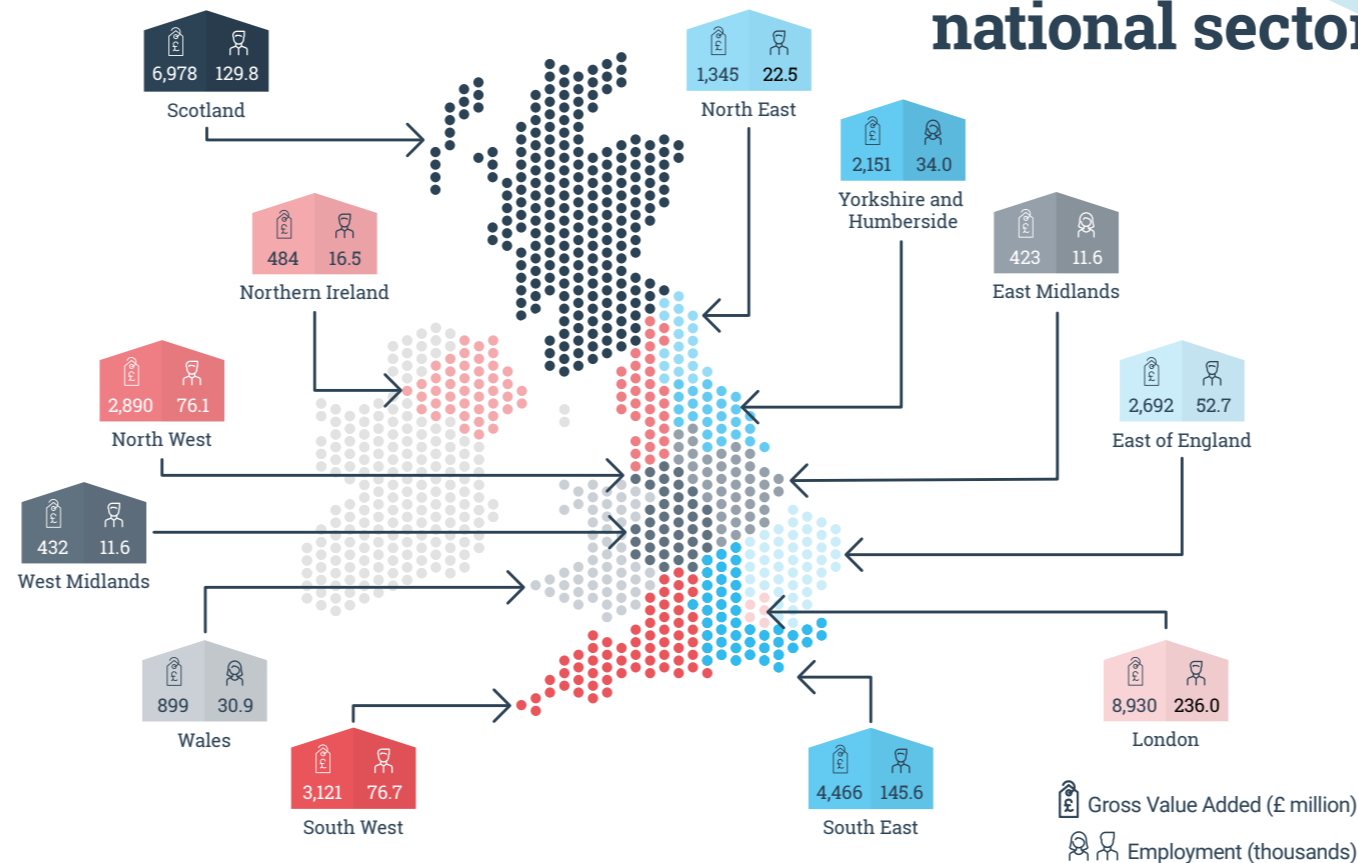 national sector
6,978 129.8
Scotland
1,345 22.5
North East
2,151 34.0
Yorkshire and
Humberside
484 16.5
Northern Ireland
423 11.6
East Midlands
2,890 76.1
North West
2,692 52.7
East of England
432 11.6
West Midlands
899 30.9
Wales
8,930 236.0
London
3,121 76.7
South West
4,466 145.6
South East
£ Gross Value Added (£ million)
Employment (thousands)